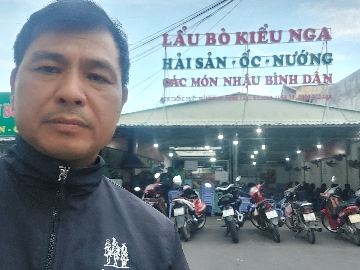 LẨU BÒ KIỀU NGA
HẢI SẢN - ỐC - NƯỚNG
CÁC MÓN NHẬU BÌNH DÂN